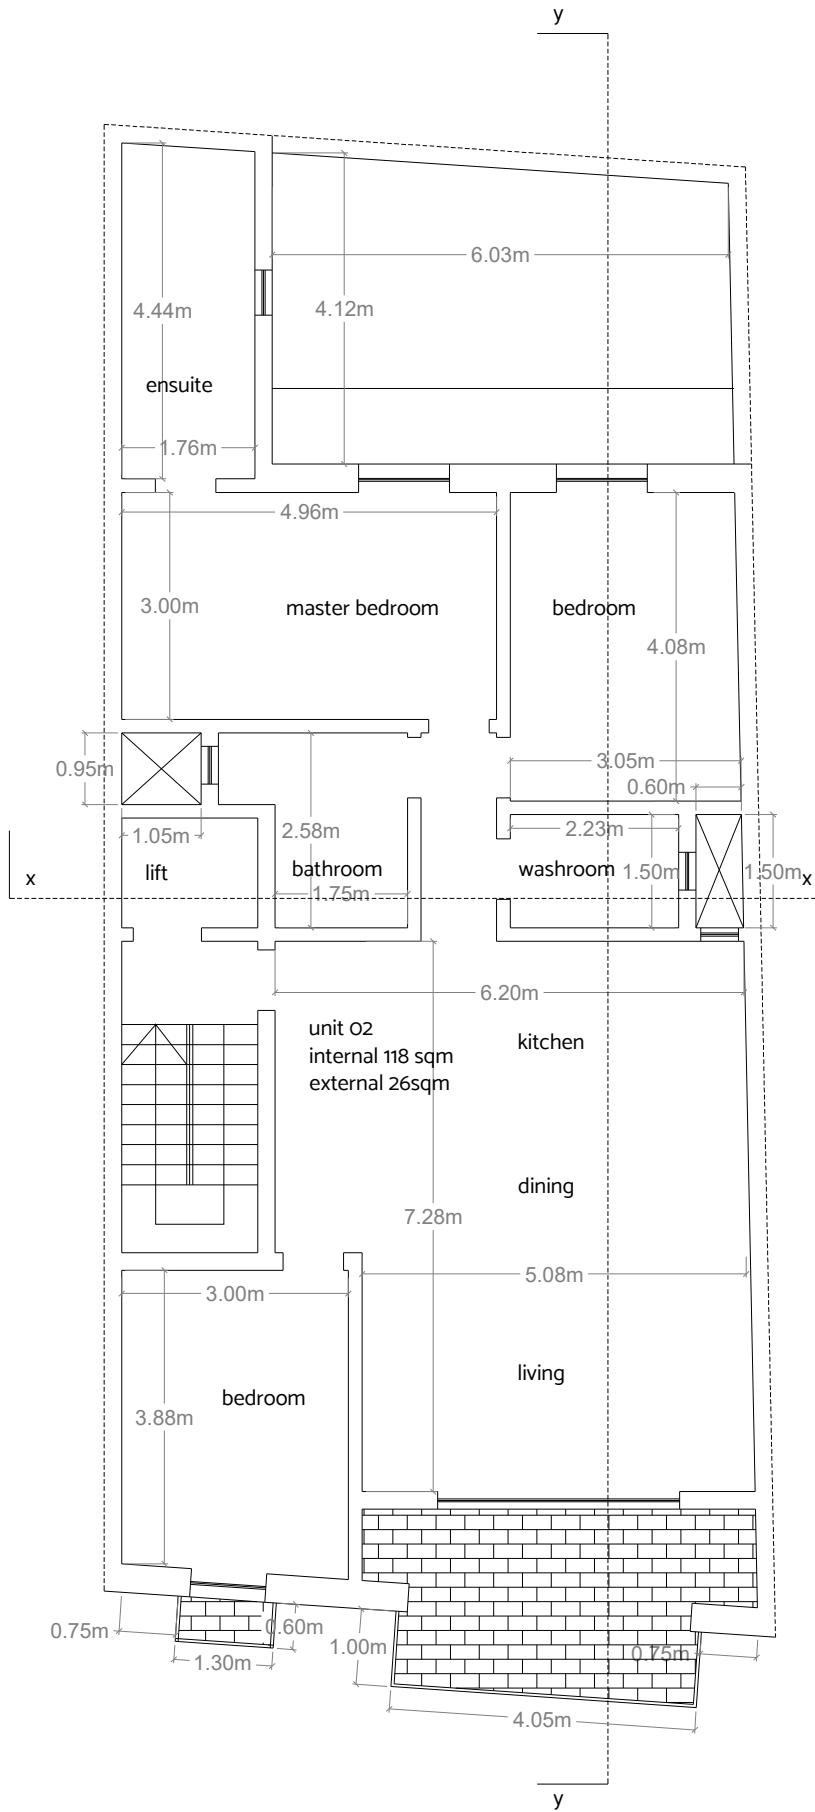 y
6.03m
4.44m
4.12m
ensuite
1.76m
4.96m
3.00m
master bedroom
bedroom
4.08m
0.95m
3.05m
0.60m
1.05m
2.58m
2.23m
x
lift
bathroom
washroom
1.50m
1.50m
x
1.75m
6.20m
unit 02
internal 118 sqm
external 26sqm
kitchen
dining
7.28m
5.08m
3.00m
living
bedroom
3.88m
0.75m
0.60m
1.00m
0.75m
1.30m
4.05m
y